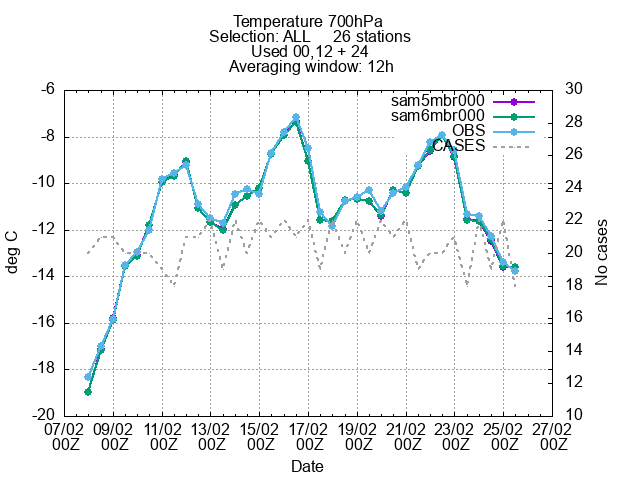 Temperature 700hPa
Selection: ALL 26 stations
Used 00,12 + 24
Averaging window: 12h
sam5mbr000
sam6mbr000
OBS
CASES
-6
-8
-10
-12
-14
-16
-18
-20
deg C
30
28
26
24
22
20
18
16
14
12
10
No cases
07/02 09/02 11/02 13/02 15/02 17/02 19/02 21/02 23/02 25/02 27/02
00Z 00Z 00Z 00Z 00Z 00Z 00Z 00Z 00Z 00Z 00Z
Date